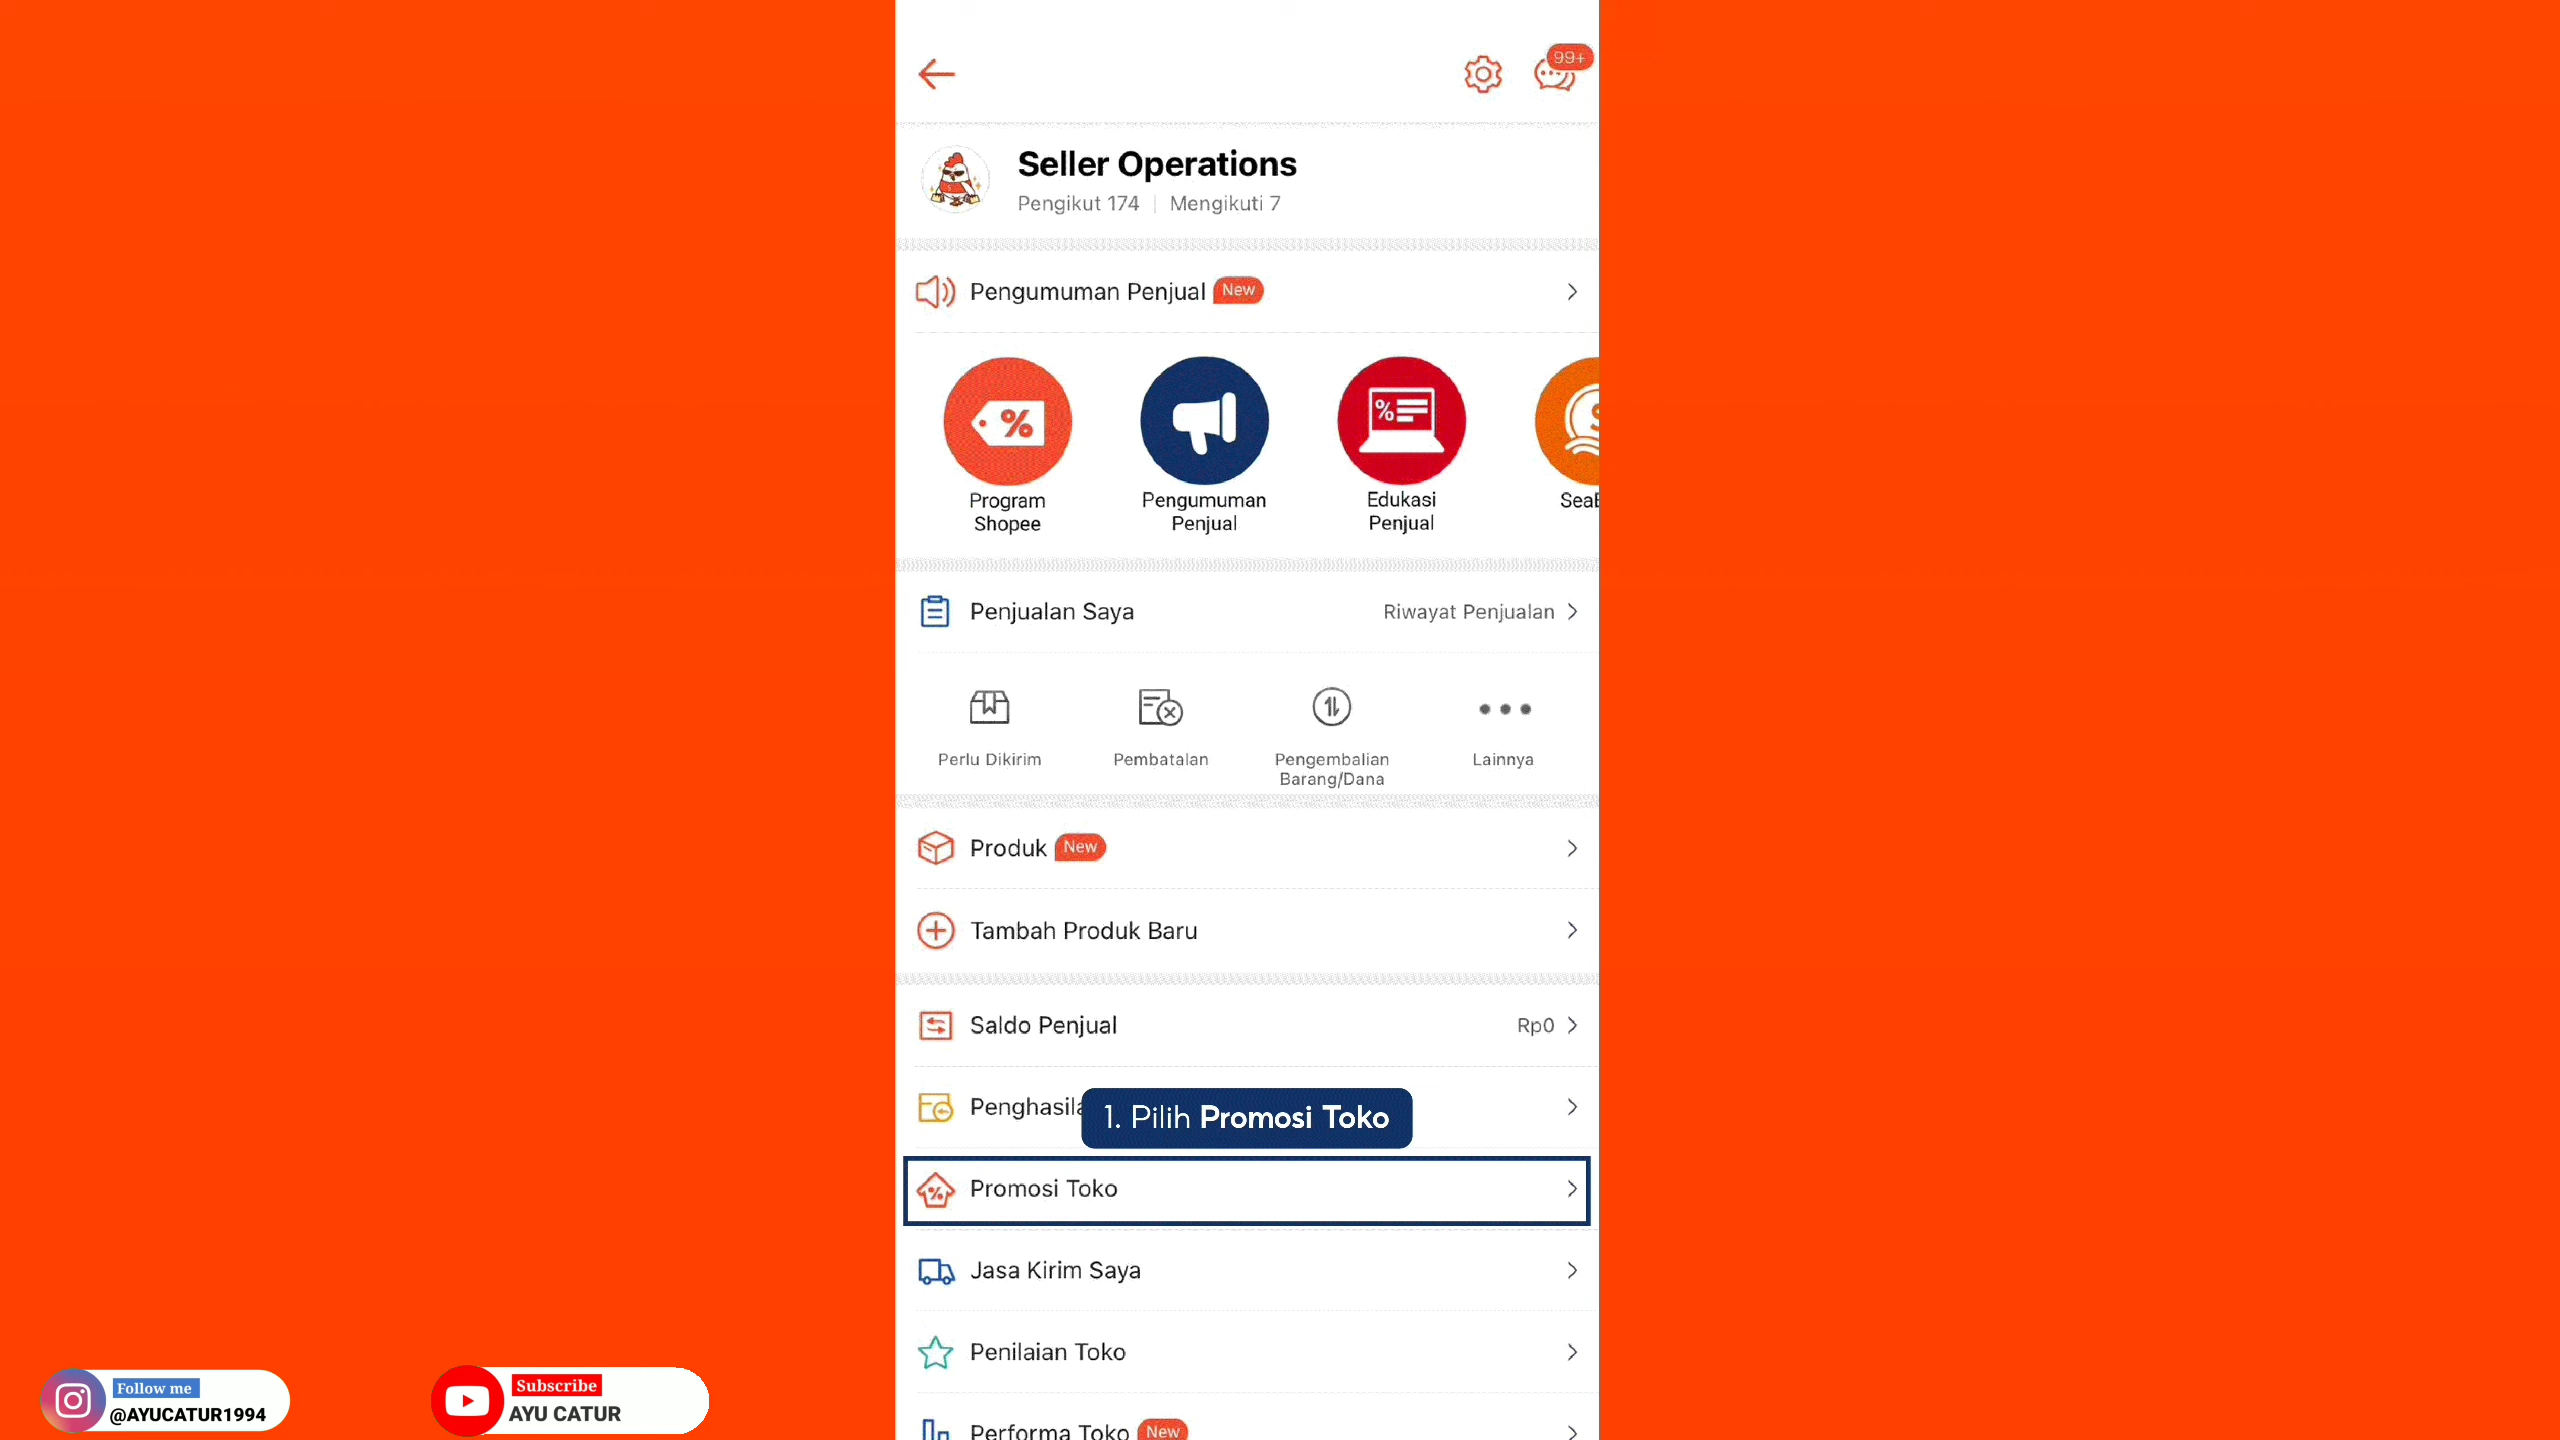 99+
Seller Operations
Pengikut 174 | Mengikuti 7
Pengumuman Penjual New
Program
Shopee
Pengumuman
Penjual
Edukasi
Penjual
Penjualan Saya Riwayat Penjualan
Perlu Dikirim
Pembatalan
Pengembalian
Barang/Dana
Lainnya
Produk New
Tambah Produk Baru
Saldo Penjual Rp0
1. Pilih Promosi Toko
Promosi Toko
Jasa Kirim Saya
Penilaian Toko
Performa Toko New
Follow me
@AYUCATUR1994
Subscribe
AYU CATUR